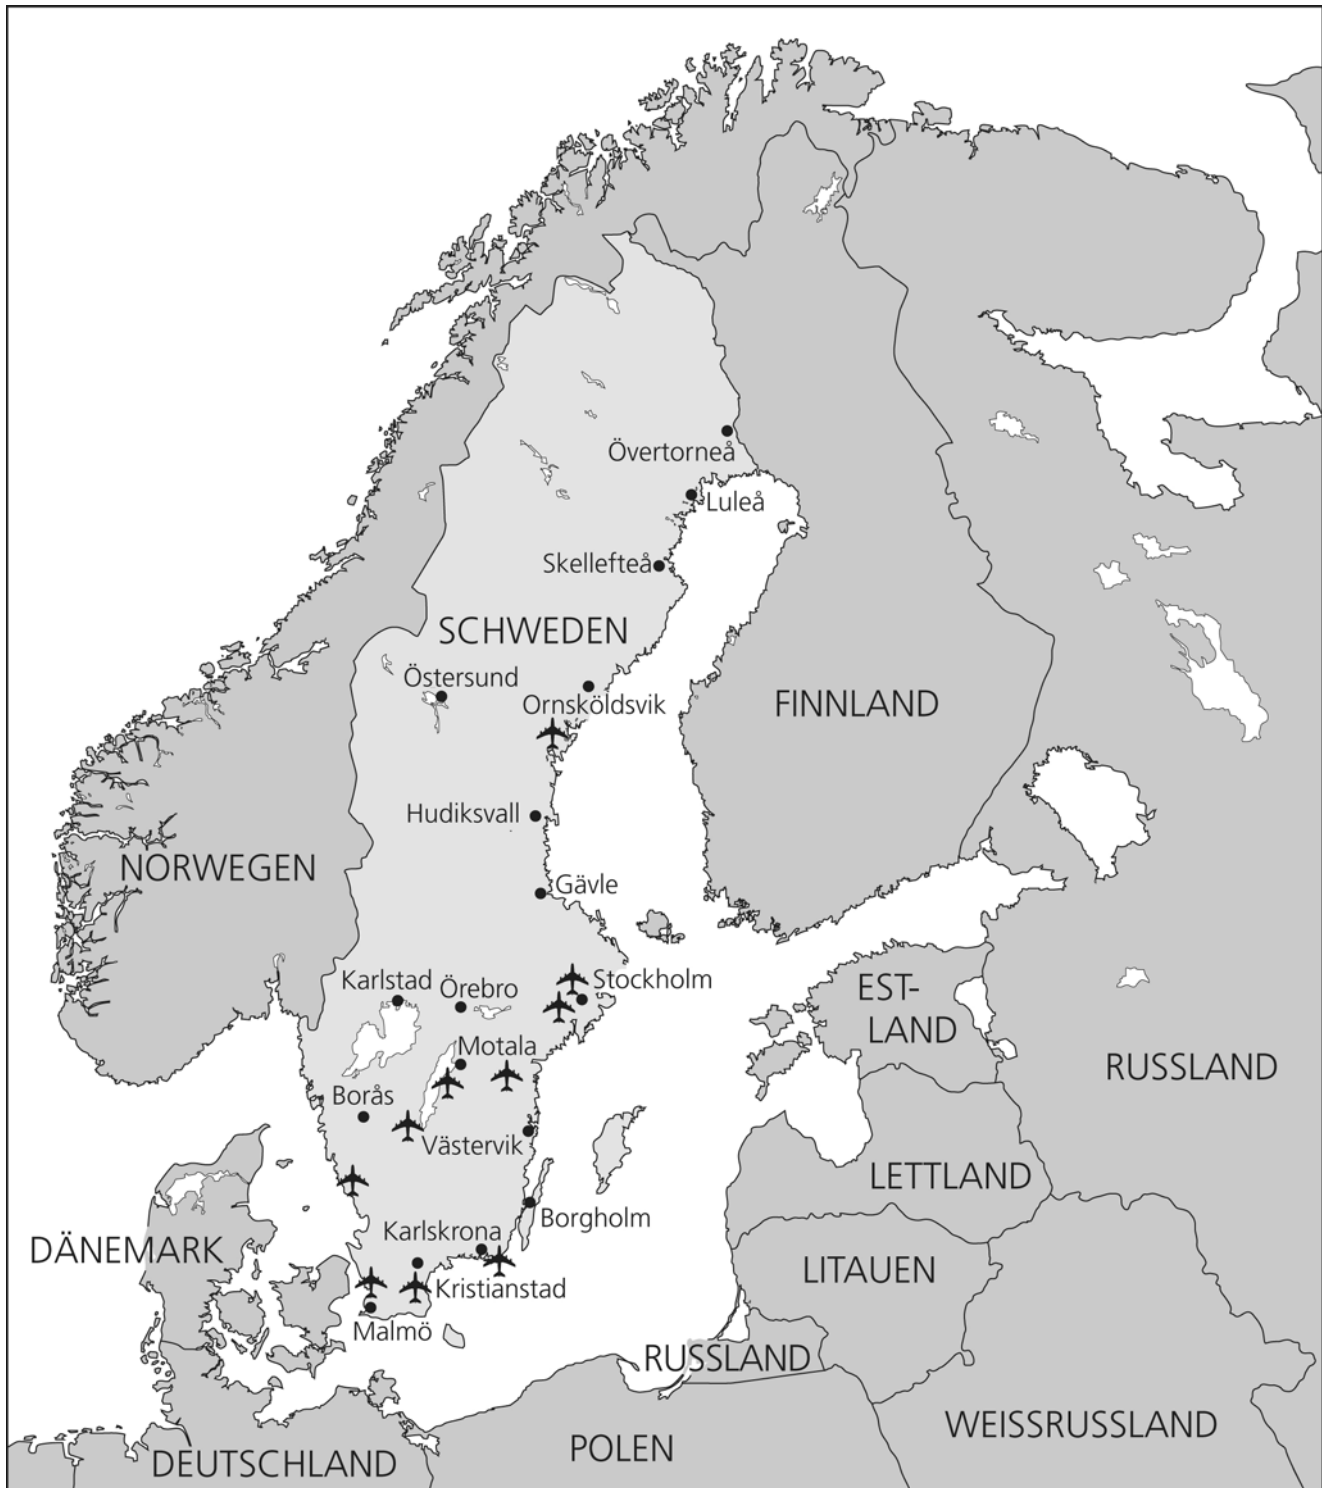 Övertorneå
Luleå
Skellefteå
SCHWEDEN
Östersund
Ornsköldsvik
FINNLAND
Hudiksvall
NORWEGEN
Gävle
Karlstad
Örebro
Stockholm
EST-
LAND
Motala
RUSSLAND
Borås
Västervik
LETTLAND
Borgholm
Karlskrona
DÄNEMARK
LITAUEN
Kristianstad
Malmö
RUSSLAND
WEISSRUSSLAND
POLEN
DEUTSCHLAND